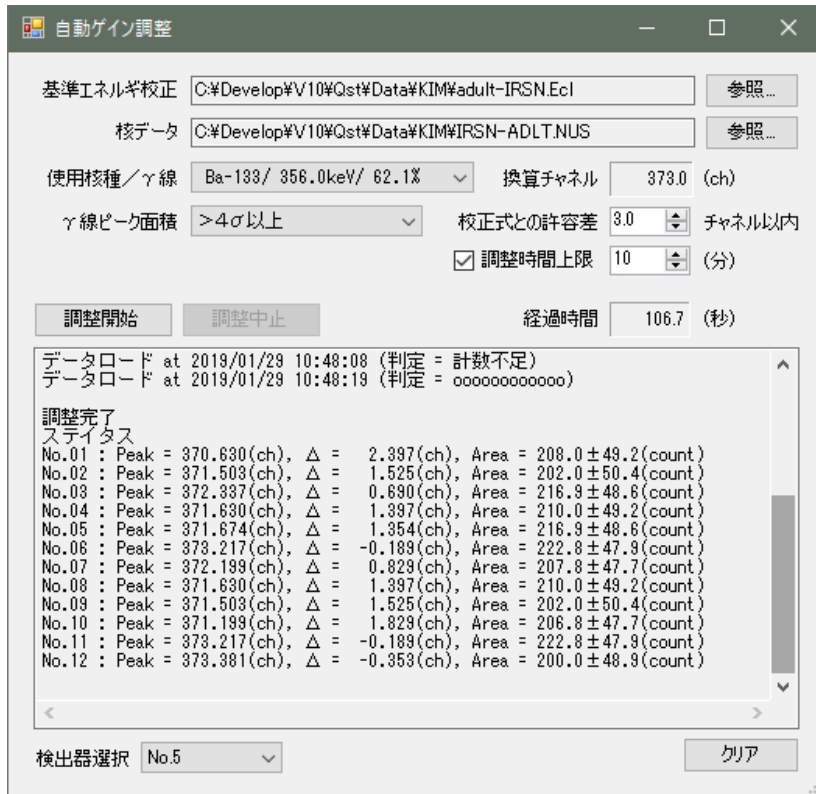 自動ゲイン調整
基準エネルギ校正 C:¥Develop¥V10¥Qst¥Data¥KIM¥adult-IRSN.Ecl 参照...
核データ C:¥Develop¥V10¥Qst¥Data¥KIM¥IRSN-ADLT.NUS 参照...
使用核種／γ線 Ba-133/ 356.0keV/ 62.1% 換算チャネル 373.0 (ch)
γ線ピーク面積 >4σ以上 校正式との許容差 3.0 チャネル以内
調整時間上限 10 (分)
調整開始 調整中止 経過時間 106.7 (秒)
データロード at 2019/01/29 10:48:08 (判定 = 計数不足)
データロード at 2019/01/29 10:48:19 (判定 = oooooooooooo)
調整完了
ステイタス
No.01 : Peak = 370.630(ch), Δ = 2.397(ch), Area = 208.0±49.2(count)
No.02 : Peak = 371.503(ch), Δ = 1.525(ch), Area = 202.0±50.4(count)
No.03 : Peak = 372.337(ch), Δ = 0.690(ch), Area = 216.9±48.6(count)
No.04 : Peak = 371.630(ch), Δ = 1.397(ch), Area = 210.0±49.2(count)
No.05 : Peak = 371.674(ch), Δ = 1.354(ch), Area = 216.9±48.6(count)
No.06 : Peak = 373.217(ch), Δ = -0.189(ch), Area = 222.8±47.9(count)
No.07 : Peak = 372.199(ch), Δ = 0.829(ch), Area = 207.8±47.7(count)
No.08 : Peak = 371.630(ch), Δ = 1.397(ch), Area = 210.0±49.2(count)
No.09 : Peak = 371.503(ch), Δ = 1.525(ch), Area = 202.0±50.4(count)
No.10 : Peak = 371.199(ch), Δ = 1.829(ch), Area = 206.8±47.7(count)
No.11 : Peak = 373.217(ch), Δ = -0.189(ch), Area = 222.8±47.9(count)
No.12 : Peak = 373.381(ch), Δ = -0.353(ch), Area = 200.0±48.9(count)
検出器選択 No.5 クリア